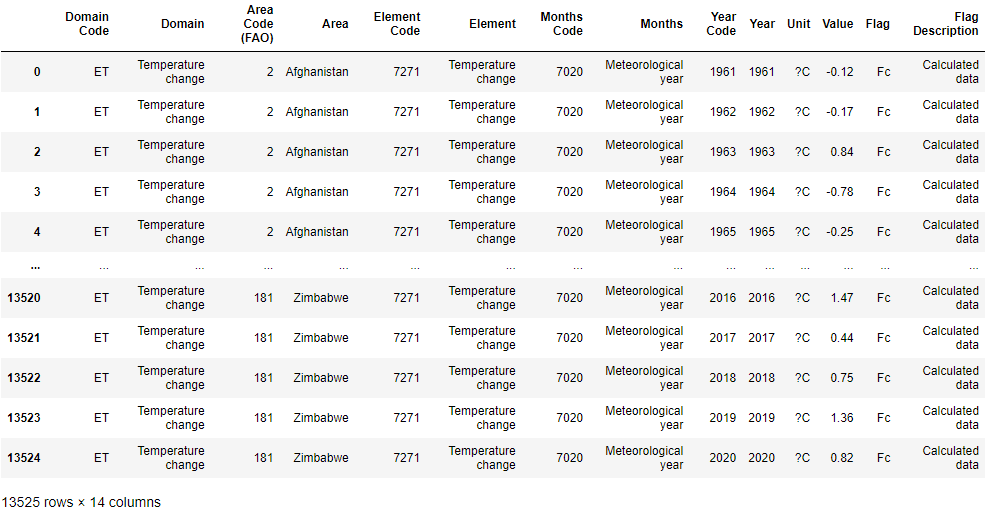 Domain Code Domain Area Code (FAO) Area Element Code Element Months Code Months Year Code Year Unit Value Flag Flag Description
0 ET Temperature change 2 Afghanistan 7271 Temperature change 7020 Meteorological year 1961 1961 ?C -0.12 Fc Calculated data
1 ET Temperature change 2 Afghanistan 7271 Temperature change 7020 Meteorological year 1962 1962 ?C -0.17 Fc Calculated data
2 ET Temperature change 2 Afghanistan 7271 Temperature change 7020 Meteorological year 1963 1963 ?C 0.84 Fc Calculated data
3 ET Temperature change 2 Afghanistan 7271 Temperature change 7020 Meteorological year 1964 1964 ?C -0.78 Fc Calculated data
4 ET Temperature change 2 Afghanistan 7271 Temperature change 7020 Meteorological year 1965 1965 ?C -0.25 Fc Calculated data
... ... ... ... ... ... ... ... ... ... ... ... ... ... ...
13520 ET Temperature change 181 Zimbabwe 7271 Temperature change 7020 Meteorological year 2016 2016 ?C 1.47 Fc Calculated data
13521 ET Temperature change 181 Zimbabwe 7271 Temperature change 7020 Meteorological year 2017 2017 ?C 0.44 Fc Calculated data
13522 ET Temperature change 181 Zimbabwe 7271 Temperature change 7020 Meteorological year 2018 2018 ?C 0.75 Fc Calculated data
13523 ET Temperature change 181 Zimbabwe 7271 Temperature change 7020 Meteorological year 2019 2019 ?C 1.36 Fc Calculated data
13524 ET Temperature change 181 Zimbabwe 7271 Temperature change 7020 Meteorological year 2020 2020 ?C 0.82 Fc Calculated data
13525 rows × 14 columns